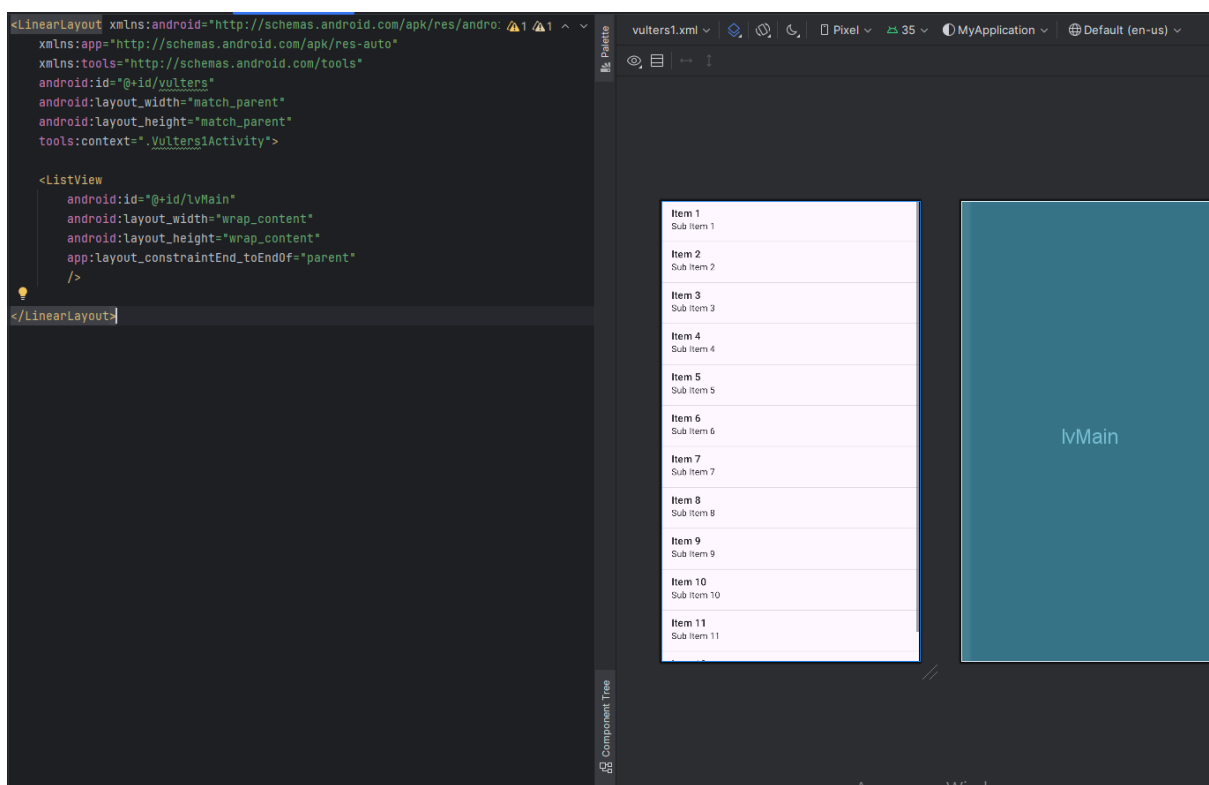 <LinearLayout xmlns:android="http://schemas.android.com/apk/res/andro: 1 1
xmlns:app="http://schemas.android.com/apk/res-auto"
xmlns:tools="http://schemas.android.com/tools"
android:id="@+id/vulters"
android:layout_width="match_parent"
android:layout_height="match_parent"
tools:context=".Vulters1Activity">
<ListView
android:id="@+id/lvMain"
android:layout_width="wrap_content"
android:layout_height="wrap_content"
app:layout_constraintEnd_toEndOf="parent"
/>
</LinearLayout>
Palette
Component Tree
vulters1.xml Pixel 35 MyApplication Default (en-us)
Item 1
Sub Item 1
Item 2
Sub Item 2
Item 3
Sub Item 3
Item 4
Sub Item 4
Item 5
Sub Item 5
Item 6
Sub Item 6
Item 7
Sub Item 7
Item 8
Sub Item 8
Item 9
Sub Item 9
Item 10
Sub Item 10
Item 11
Sub Item 11
lvMain